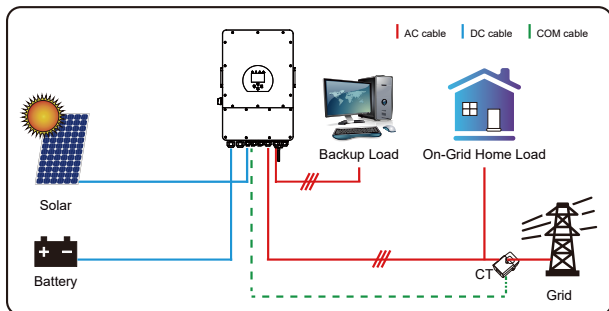 AC cable
DC cable
COM cable
Backup Load
On-Grid Home Load
Solar
Battery
CT
Grid